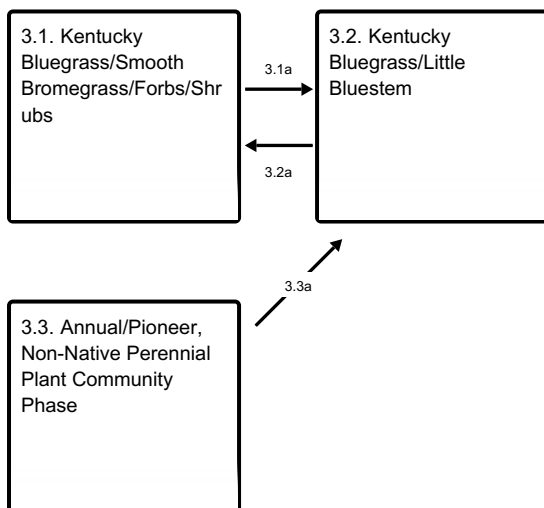 3.1. Kentucky
Bluegrass/Smooth
Bromegrass/Forbs/Shr
ubs
3.1a
3.2. Kentucky
Bluegrass/Little
Bluestem
3.2a
3.3a
3.3. Annual/Pioneer,
Non-Native Perennial
Plant Community
Phase